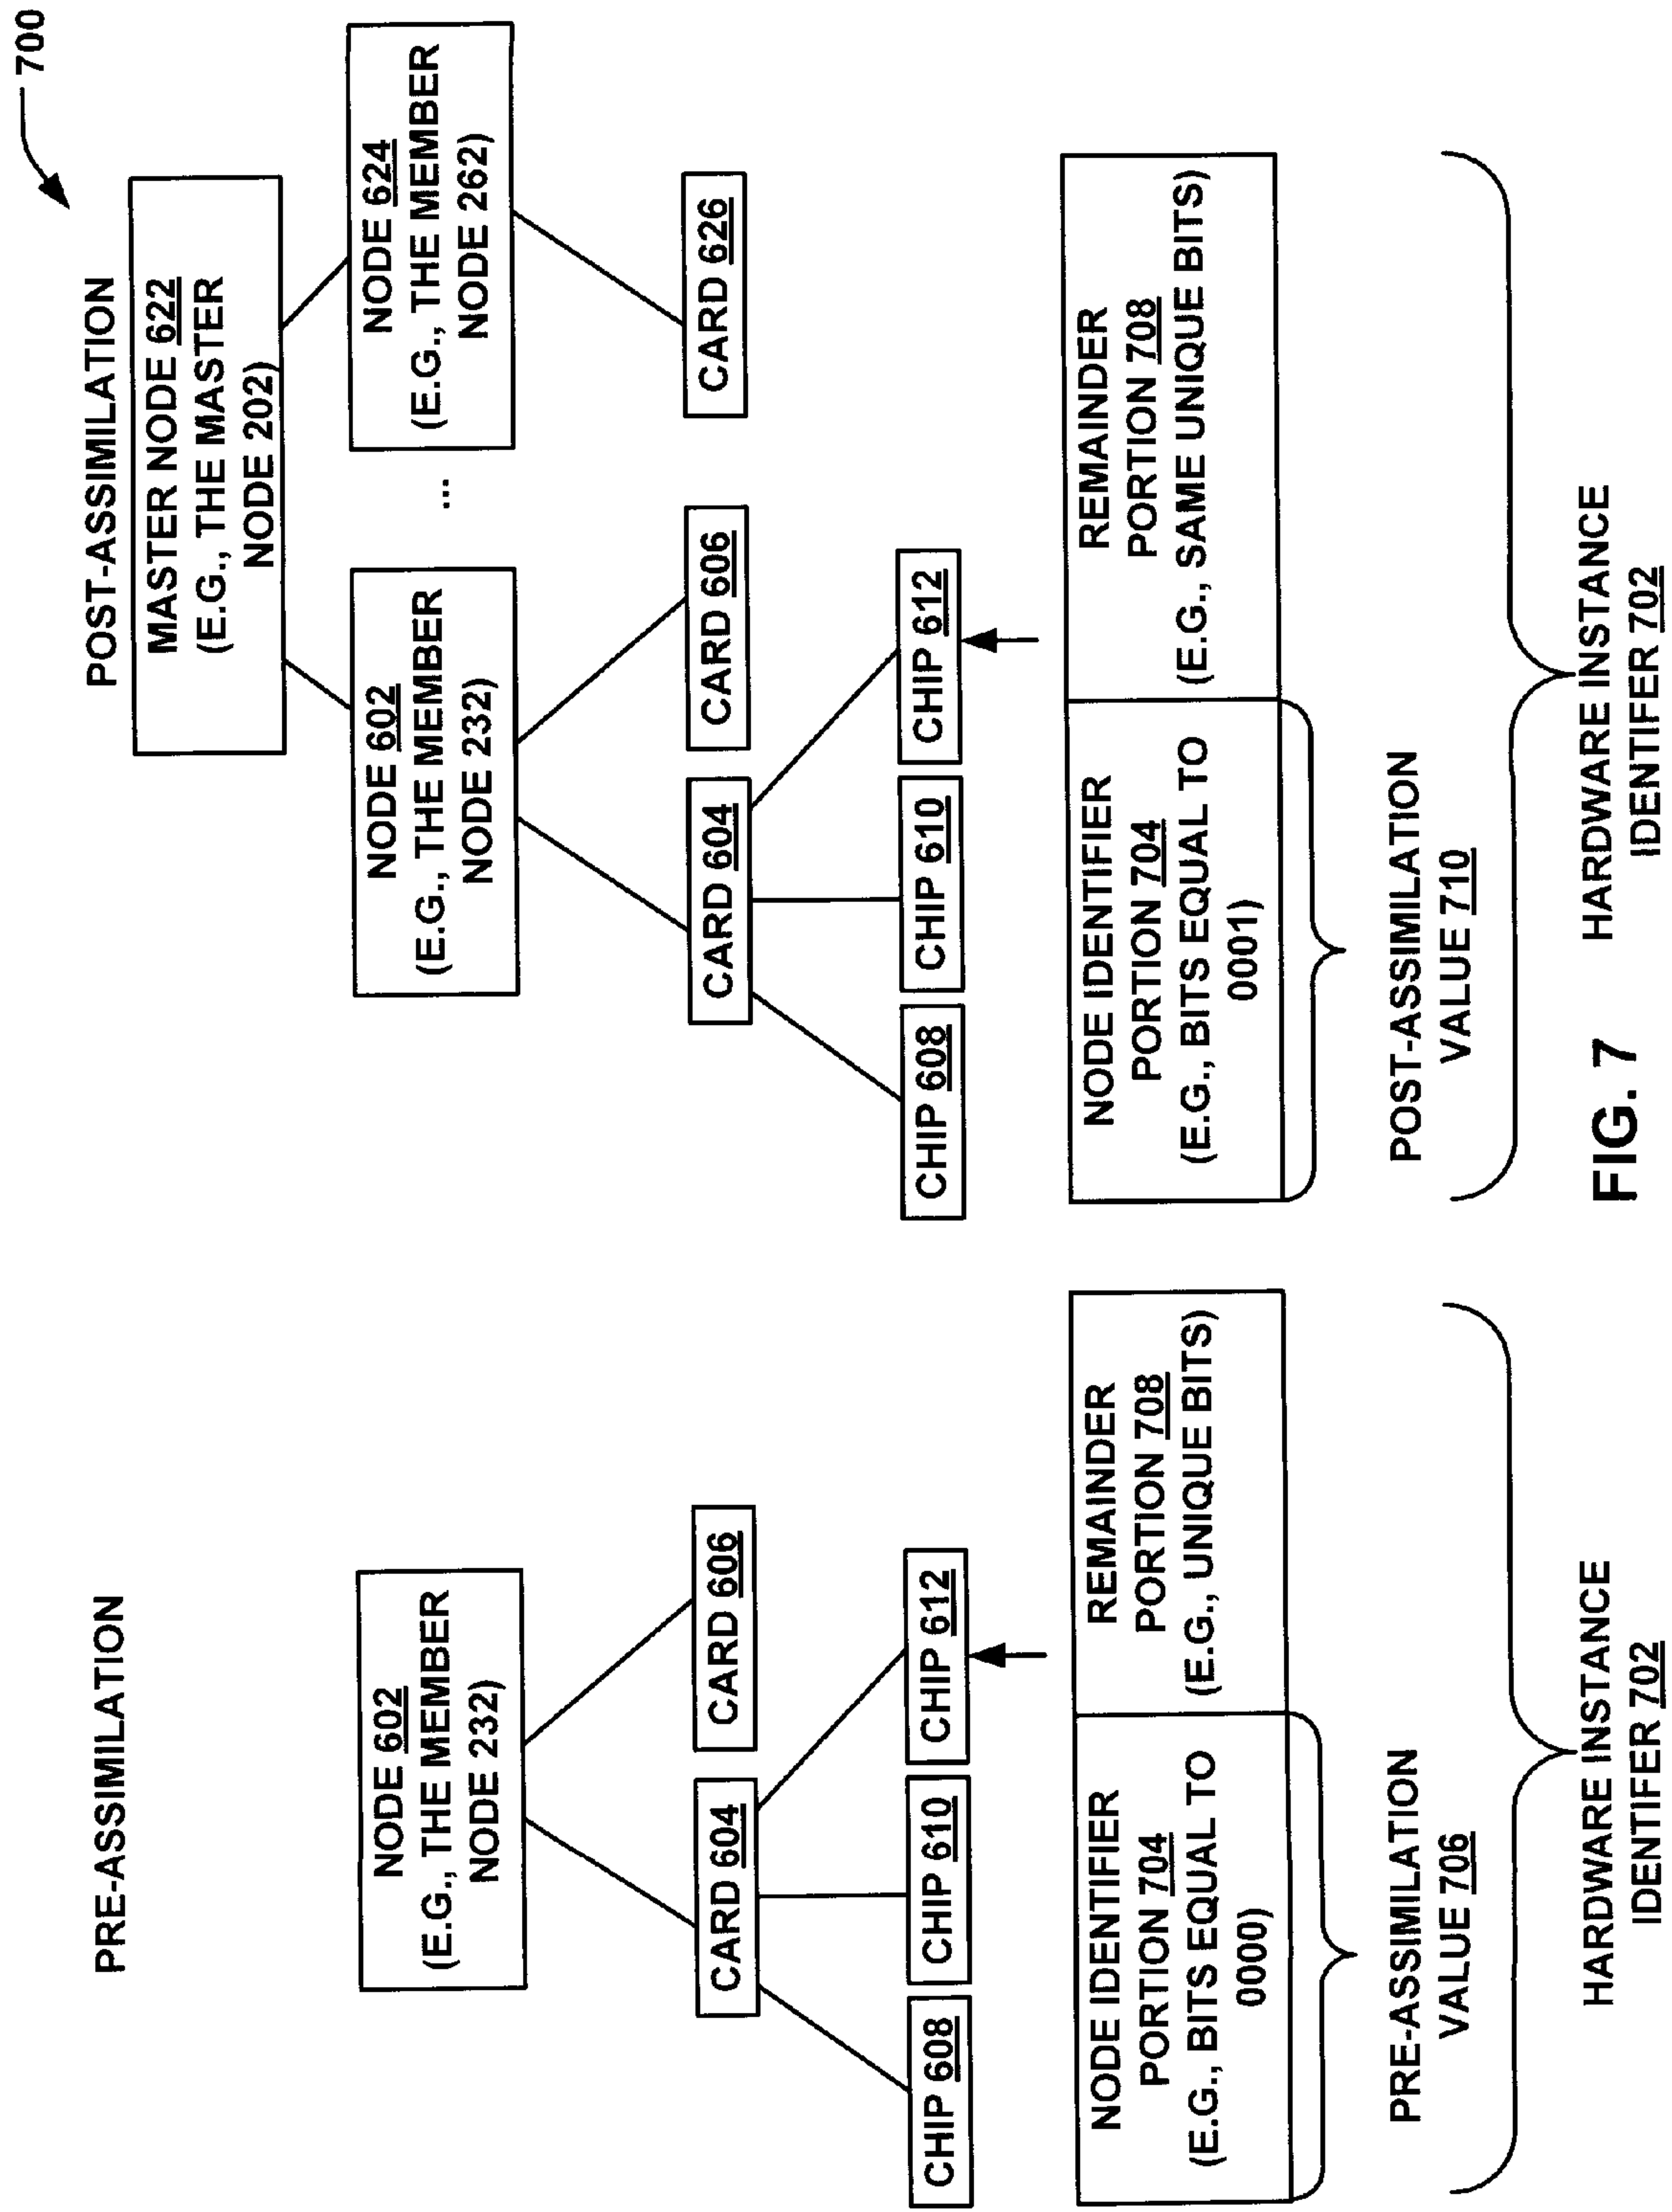 700
PRE-ASSIMILATION
NODE 602
(E.G., THE MEMBER
NODE 232)
CARD 604
CARD 606
CHIP 608
CHIP 610
CHIP 612
NODE IDENTIFIER
PORTION 704
(E.G., BITS EQUAL TO
0000)
REMAINDER
PORTION 708
(E.G., UNIQUE BITS)
PRE-ASSIMILATION
VALUE 706
HARDWARE INSTANCE
IDENTIFER 702
POST-ASSIMILATION
MASTER NODE 622
(E.G., THE MASTER
NODE 202)
NODE 602
(E.G., THE MEMBER
NODE 232)
...
NODE 624
(E.G., THE MEMBER
NODE 262)
CARD 604
CARD 606
CARD 626
CHIP 608
CHIP 610
CHIP 612
NODE IDENTIFIER
PORTION 704
(E.G., BITS EQUAL TO
0001)
REMAINDER
PORTION 708
(E.G., SAME UNIQUE BITS)
POST-ASSIMILATION
VALUE 710
HARDWARE INSTANCE
IDENTIFER 702
FIG. 7